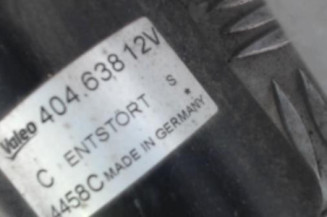 Valeo 404.638 12V
C ENTSTÖRT S
4458C MADE IN GERMANY